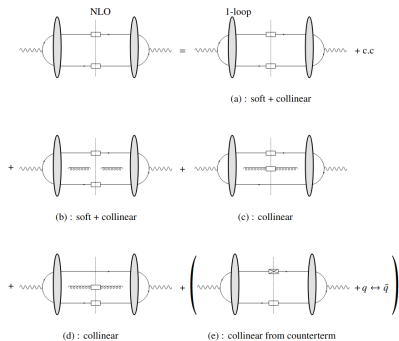 NLO 1-loop
= + c.c
(a) : soft + collinear
+ +
(b) : soft + collinear (c) : collinear
+ + ( + q ↔ q̄ )
(d) : collinear (e) : collinear from counterterm